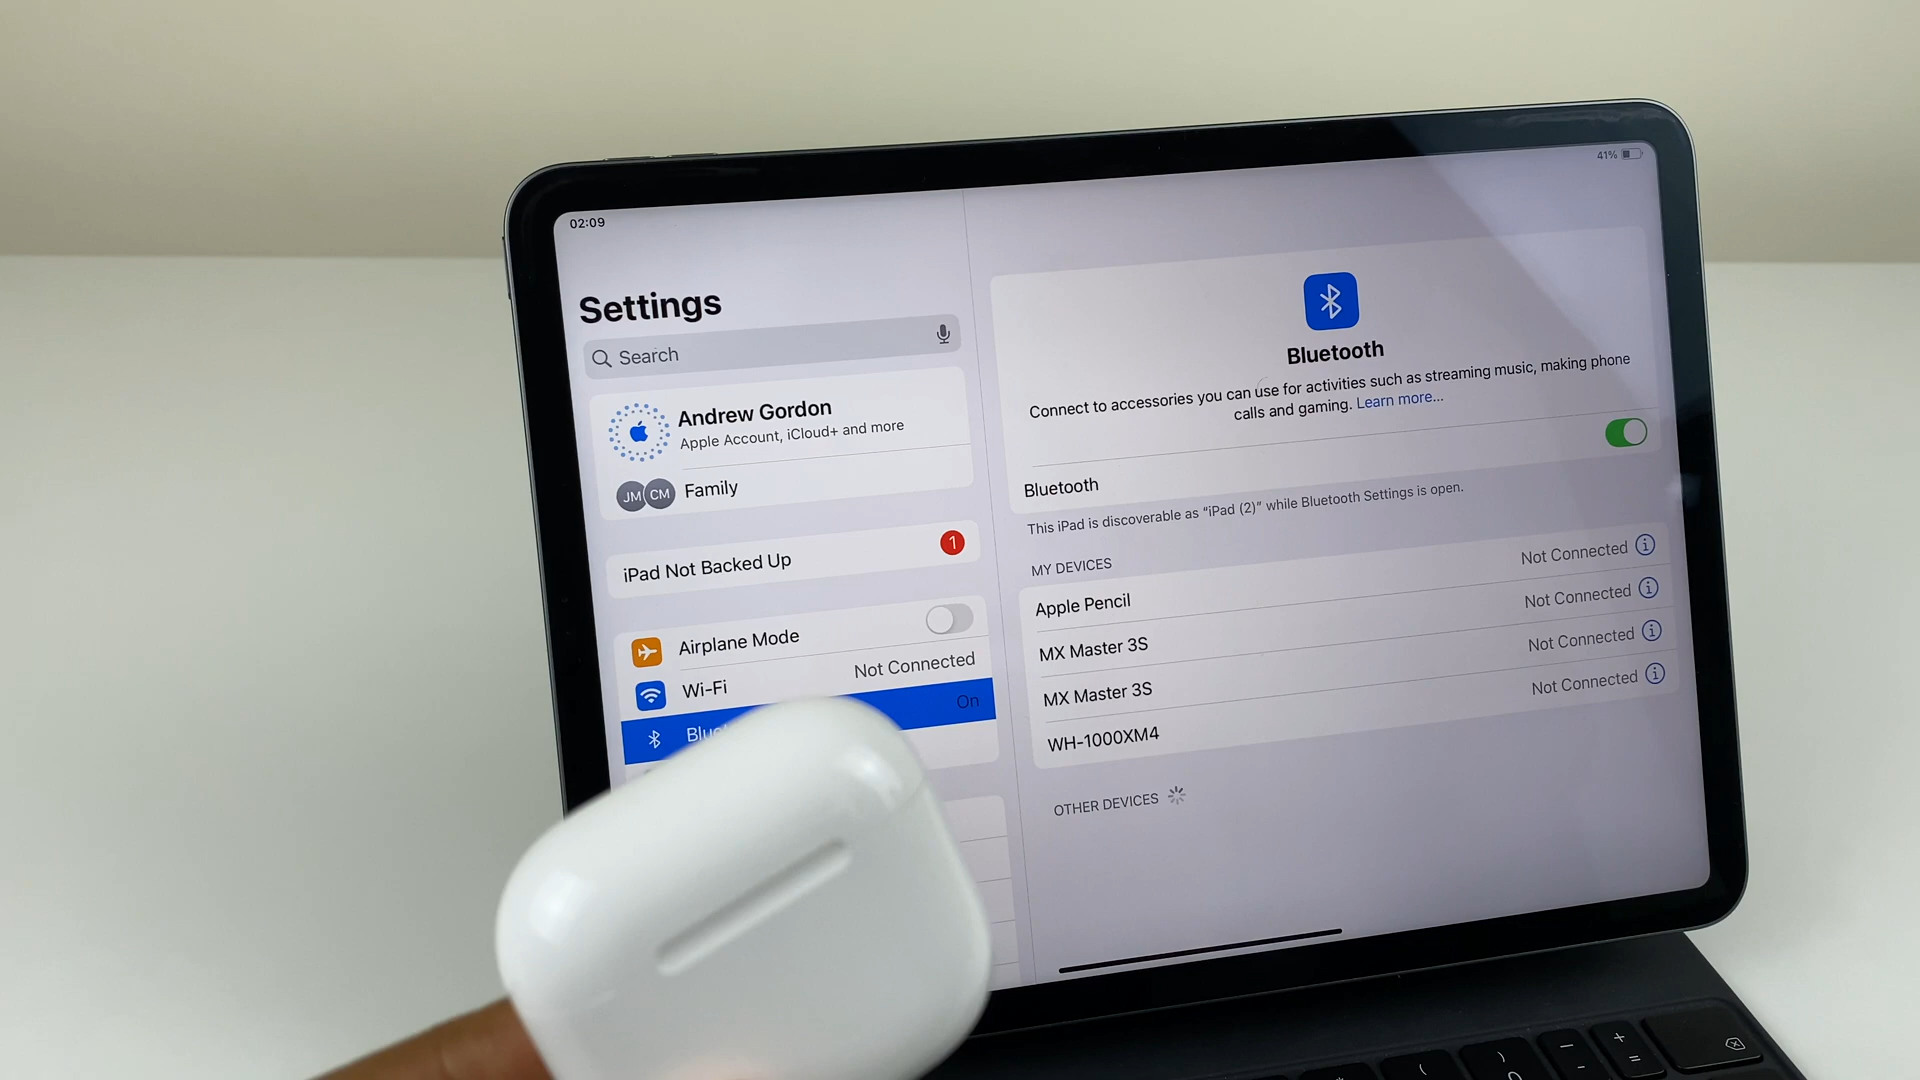 02:09
41%
Settings
Search
Andrew Gordon
Apple Account, iCloud+ and more
JM CM Family
iPad Not Backed Up 1
Airplane Mode
Wi-Fi Not Connected
On
Bluetooth
Connect to accessories you can use for activities such as streaming music, making phone
calls and gaming. Learn more...
Bluetooth
This iPad is discoverable as “iPad (2)” while Bluetooth Settings is open.
MY DEVICES
Apple Pencil Not Connected
MX Master 3S Not Connected
MX Master 3S Not Connected
WH-1000XM4 Not Connected
OTHER DEVICES